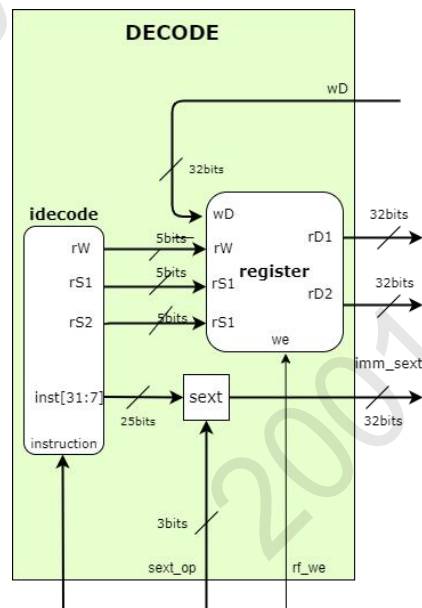 DECODE
wD
32bits
idecode
wD
rW
5bits
rW
rD1
32bits
rS1
5bits
rS1
register
rS2
5bits
rS1
rD2
32bits
we
imm_sext
inst[31:7]
25bits
sext
32bits
instruction
3bits
sext_op
rf_we
2001